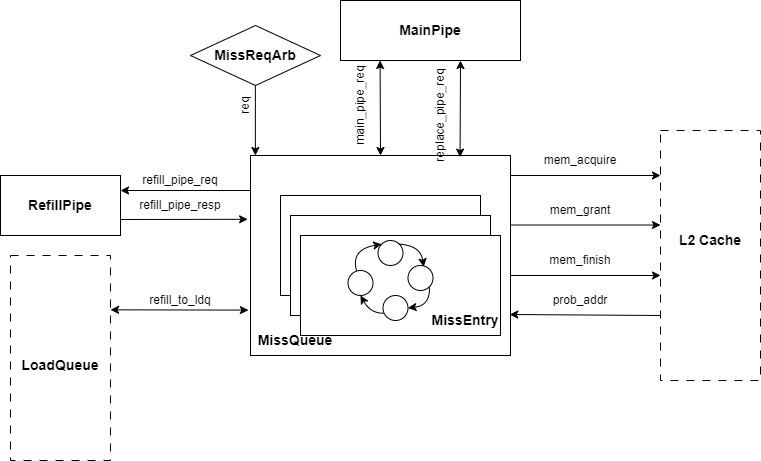 MainPipe
MissReqArb
req
main_pipe_req
replace_pipe_req
mem_acquire
refill_pipe_req
RefillPipe
refill_pipe_resp
mem_grant
L2 Cache
mem_finish
refill_to_ldq
prob_addr
MissEntry
MissQueue
LoadQueue